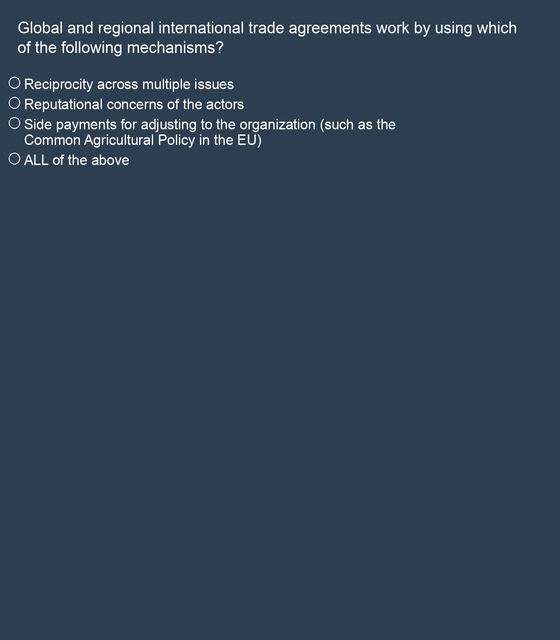 Global and regional international trade agreements work by using which
of the following mechanisms?
Reciprocity across multiple issues
Reputational concerns of the actors
Side payments for adjusting to the organization (such as the
Common Agricultural Policy in the EU)
ALL of the above